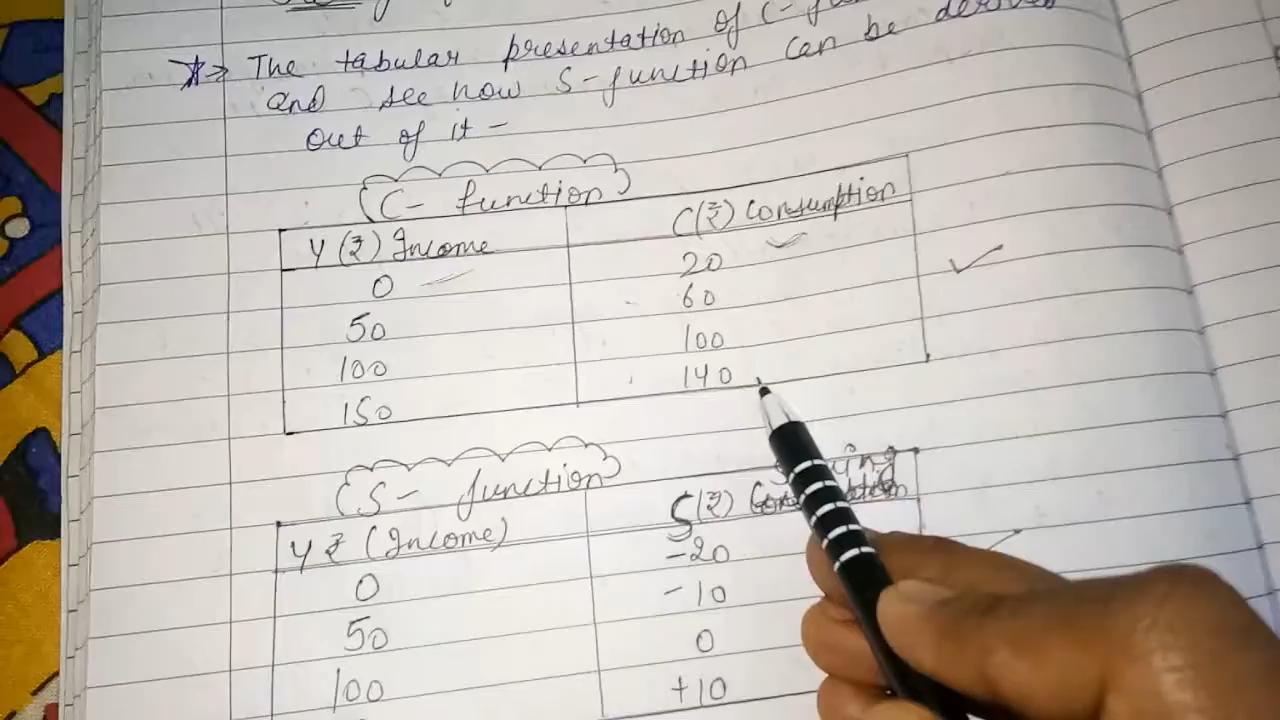 ☆⇒ The tabular presentation of C-
and see how S-function can be
out of it -
C- function
Y (₹) Income C(₹) Consumption
0 20
50 60
100 100
150 140
S- function
Y ₹ (Income) S(₹)
0 -20
50 -10
100 0
+10